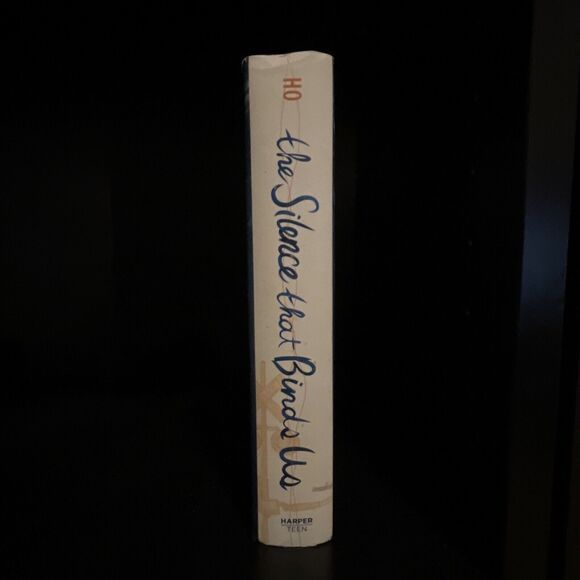 HO
the Silence that Binds Us
HARPER
TEEN